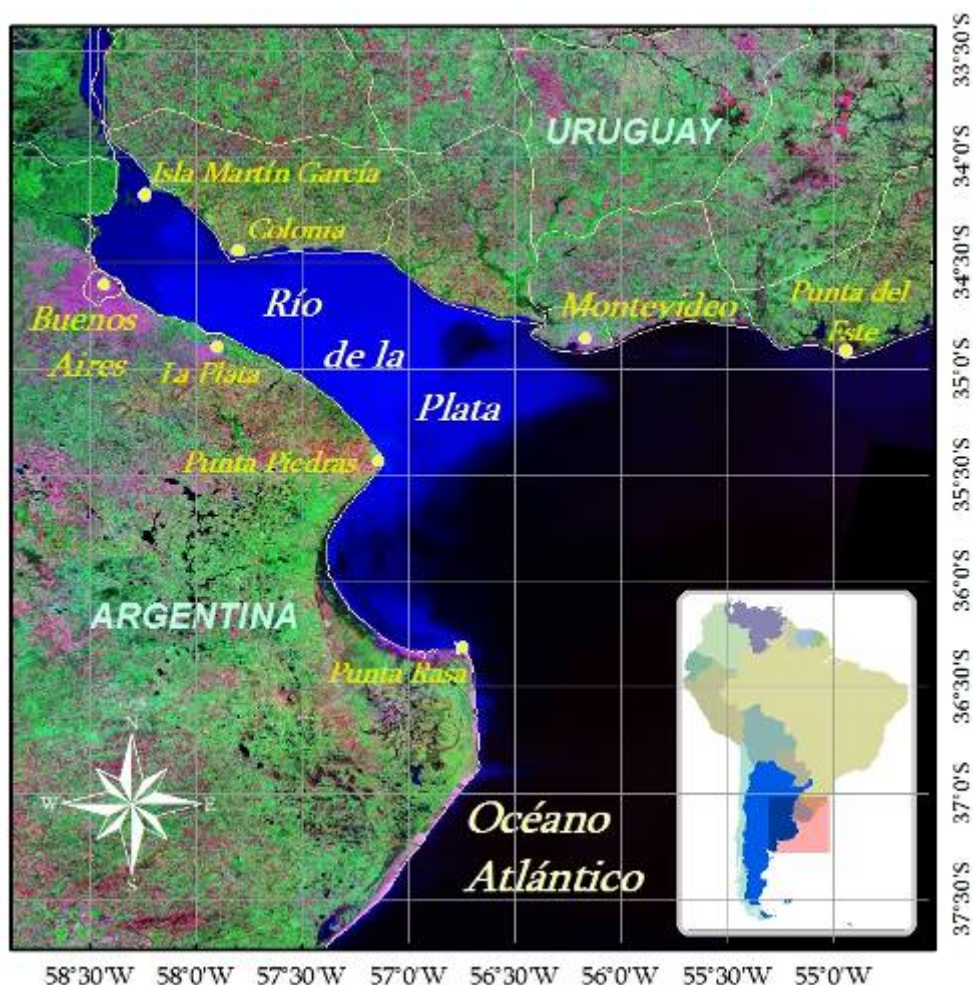 URUGUAY
Isla Martín García
Colonia
Río
de la
Plata
Montevideo
Punta del
Este
Buenos
Aires
La Plata
Punta Piedras
ARGENTINA
Punta Rasa
N
W
E
S
Océano
Atlántico
33°30'S
34°0'S
34°30'S
35°0'S
35°30'S
36°0'S
36°30'S
37°0'S
37°30'S
58°30'W
58°0'W
57°30'W
57°0'W
56°30'W
56°0'W
55°30'W
55°0'W